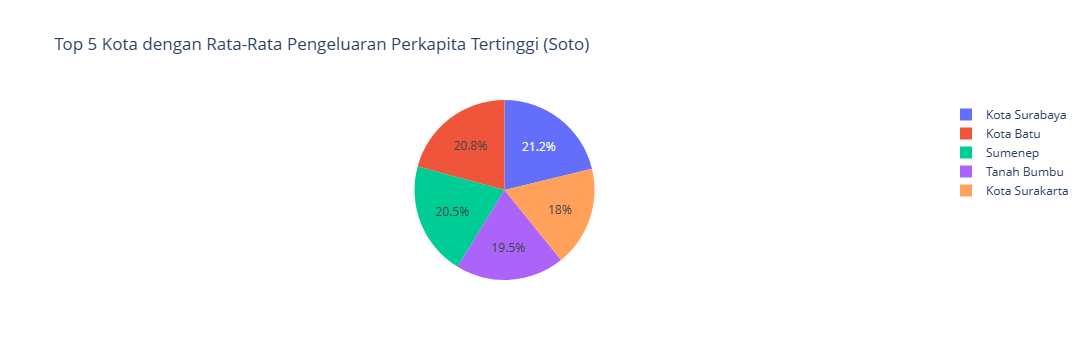 Top 5 Kota dengan Rata-Rata Pengeluaran Perkapita Tertinggi (Soto)
20.8%
21.2%
20.5%
18%
19.5%
Kota Surabaya
Kota Batu
Sumenep
Tanah Bumbu
Kota Surakarta